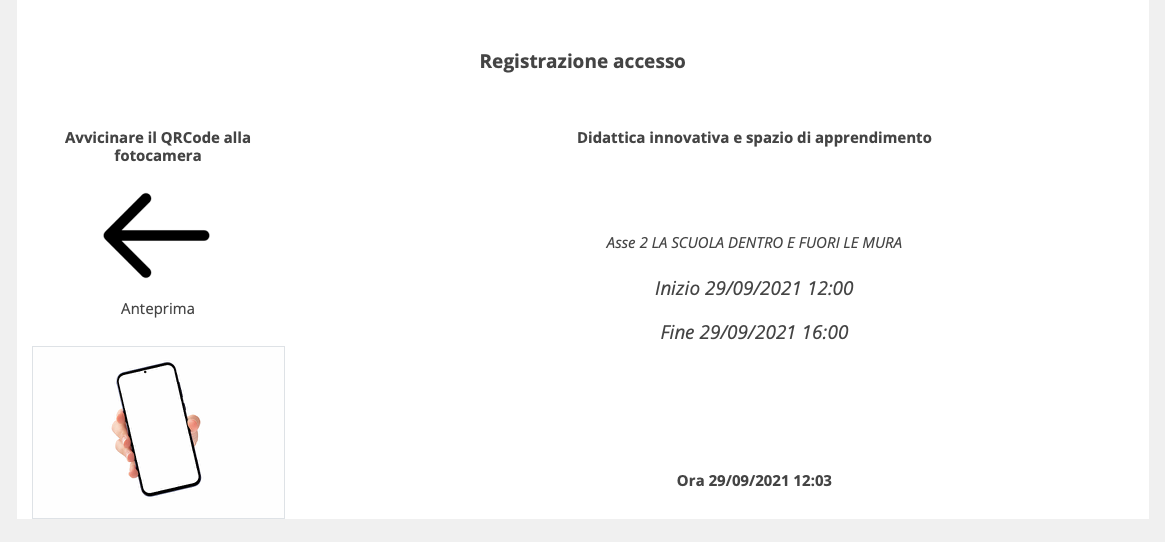 Registrazione accesso
Avvicinare il QRCode alla
fotocamera
Anteprima
Didattica innovativa e spazio di apprendimento
Asse 2 LA SCUOLA DENTRO E FUORI LE MURA
Inizio 29/09/2021 12:00
Fine 29/09/2021 16:00
Ora 29/09/2021 12:03